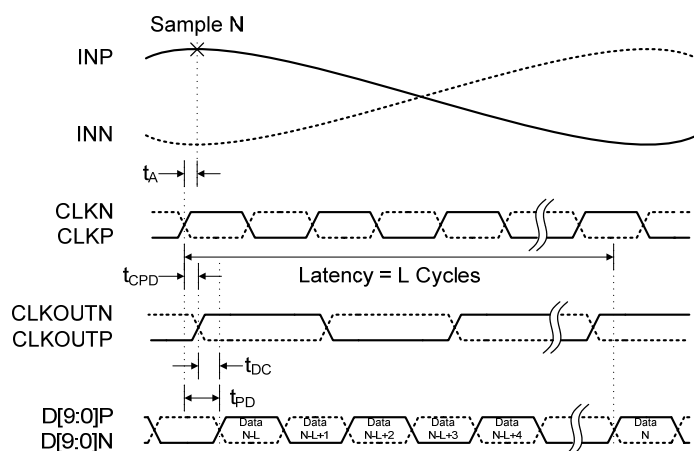 Sample N
INP
INN
tA
CLKN
CLKP
tCPD
Latency = L Cycles
CLKOUTN
CLKOUTP
tDC
tPD
D[9:0]P
D[9:0]N
Data N-L
Data N-L+1
Data N-L+2
Data N-L+3
Data N-L+4
Data N